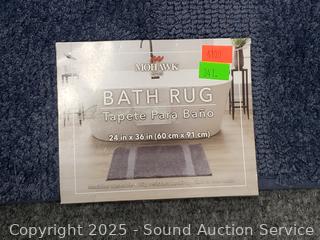 MOHAWK
HOME
BATH RUG
Tapete Para Baño
24 in x 36 in (60 cm x 91 cm)
Copyright 2025 - Sound Auction Service